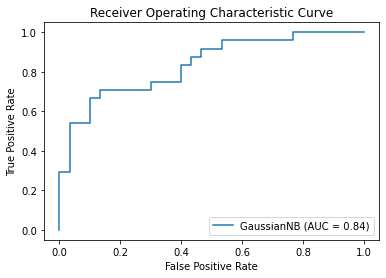 Receiver Operating Characteristic Curve
True Positive Rate
1.0
0.8
0.6
0.4
0.2
0.0
GaussianNB (AUC = 0.84)
0.0 0.2 0.4 0.6 0.8 1.0
False Positive Rate